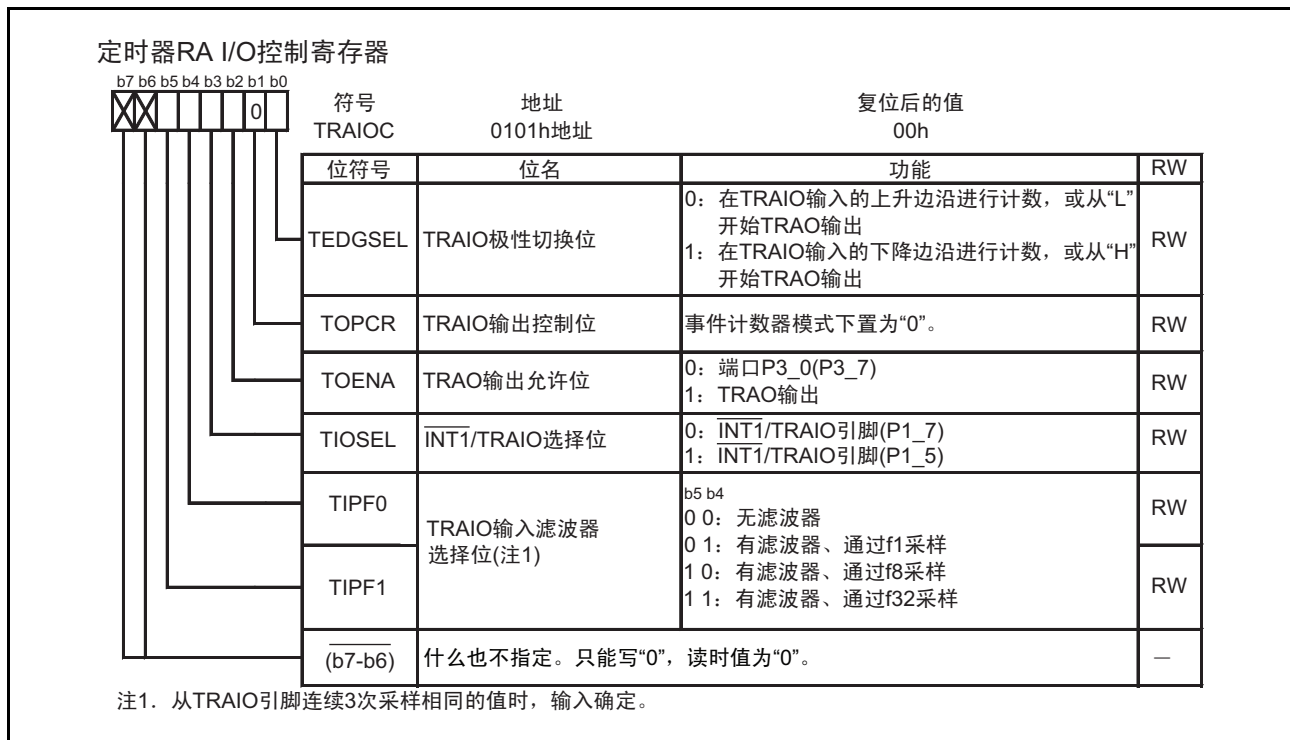 定时器RA I/O控制寄存器
b7 b6 b5 b4 b3 b2 b1 b0
0
符号 地址 复位后的值
TRAIOC 0101h地址 00h
位符号 位名 功能 RW
TEDGSEL TRAIO极性切换位 0：在TRAIO输入的上升边沿进行计数，或从“L”
开始TRAO输出
1：在TRAIO输入的下降边沿进行计数，或从“H”
开始TRAO输出
RW
TOPCR TRAIO输出控制位 事件计数器模式下置为“0”。 RW
TOENA TRAO输出允许位 0：端口P3_0(P3_7)
1：TRAO输出
RW
TIOSEL INT1/TRAIO选择位 0：INT1/TRAIO引脚(P1_7)
1：INT1/TRAIO引脚(P1_5)
RW
TIPF0 TRAIO输入滤波器
选择位(注1)
b5 b4
0 0：无滤波器
0 1：有滤波器、通过f1采样
1 0：有滤波器、通过f8采样
1 1：有滤波器、通过f32采样
RW
TIPF1 RW
(b7-b6) 什么也不指定。只能写“0”，读时值为“0”。 —
注1. 从TRAIO引脚连续3次采样相同的值时，输入确定。